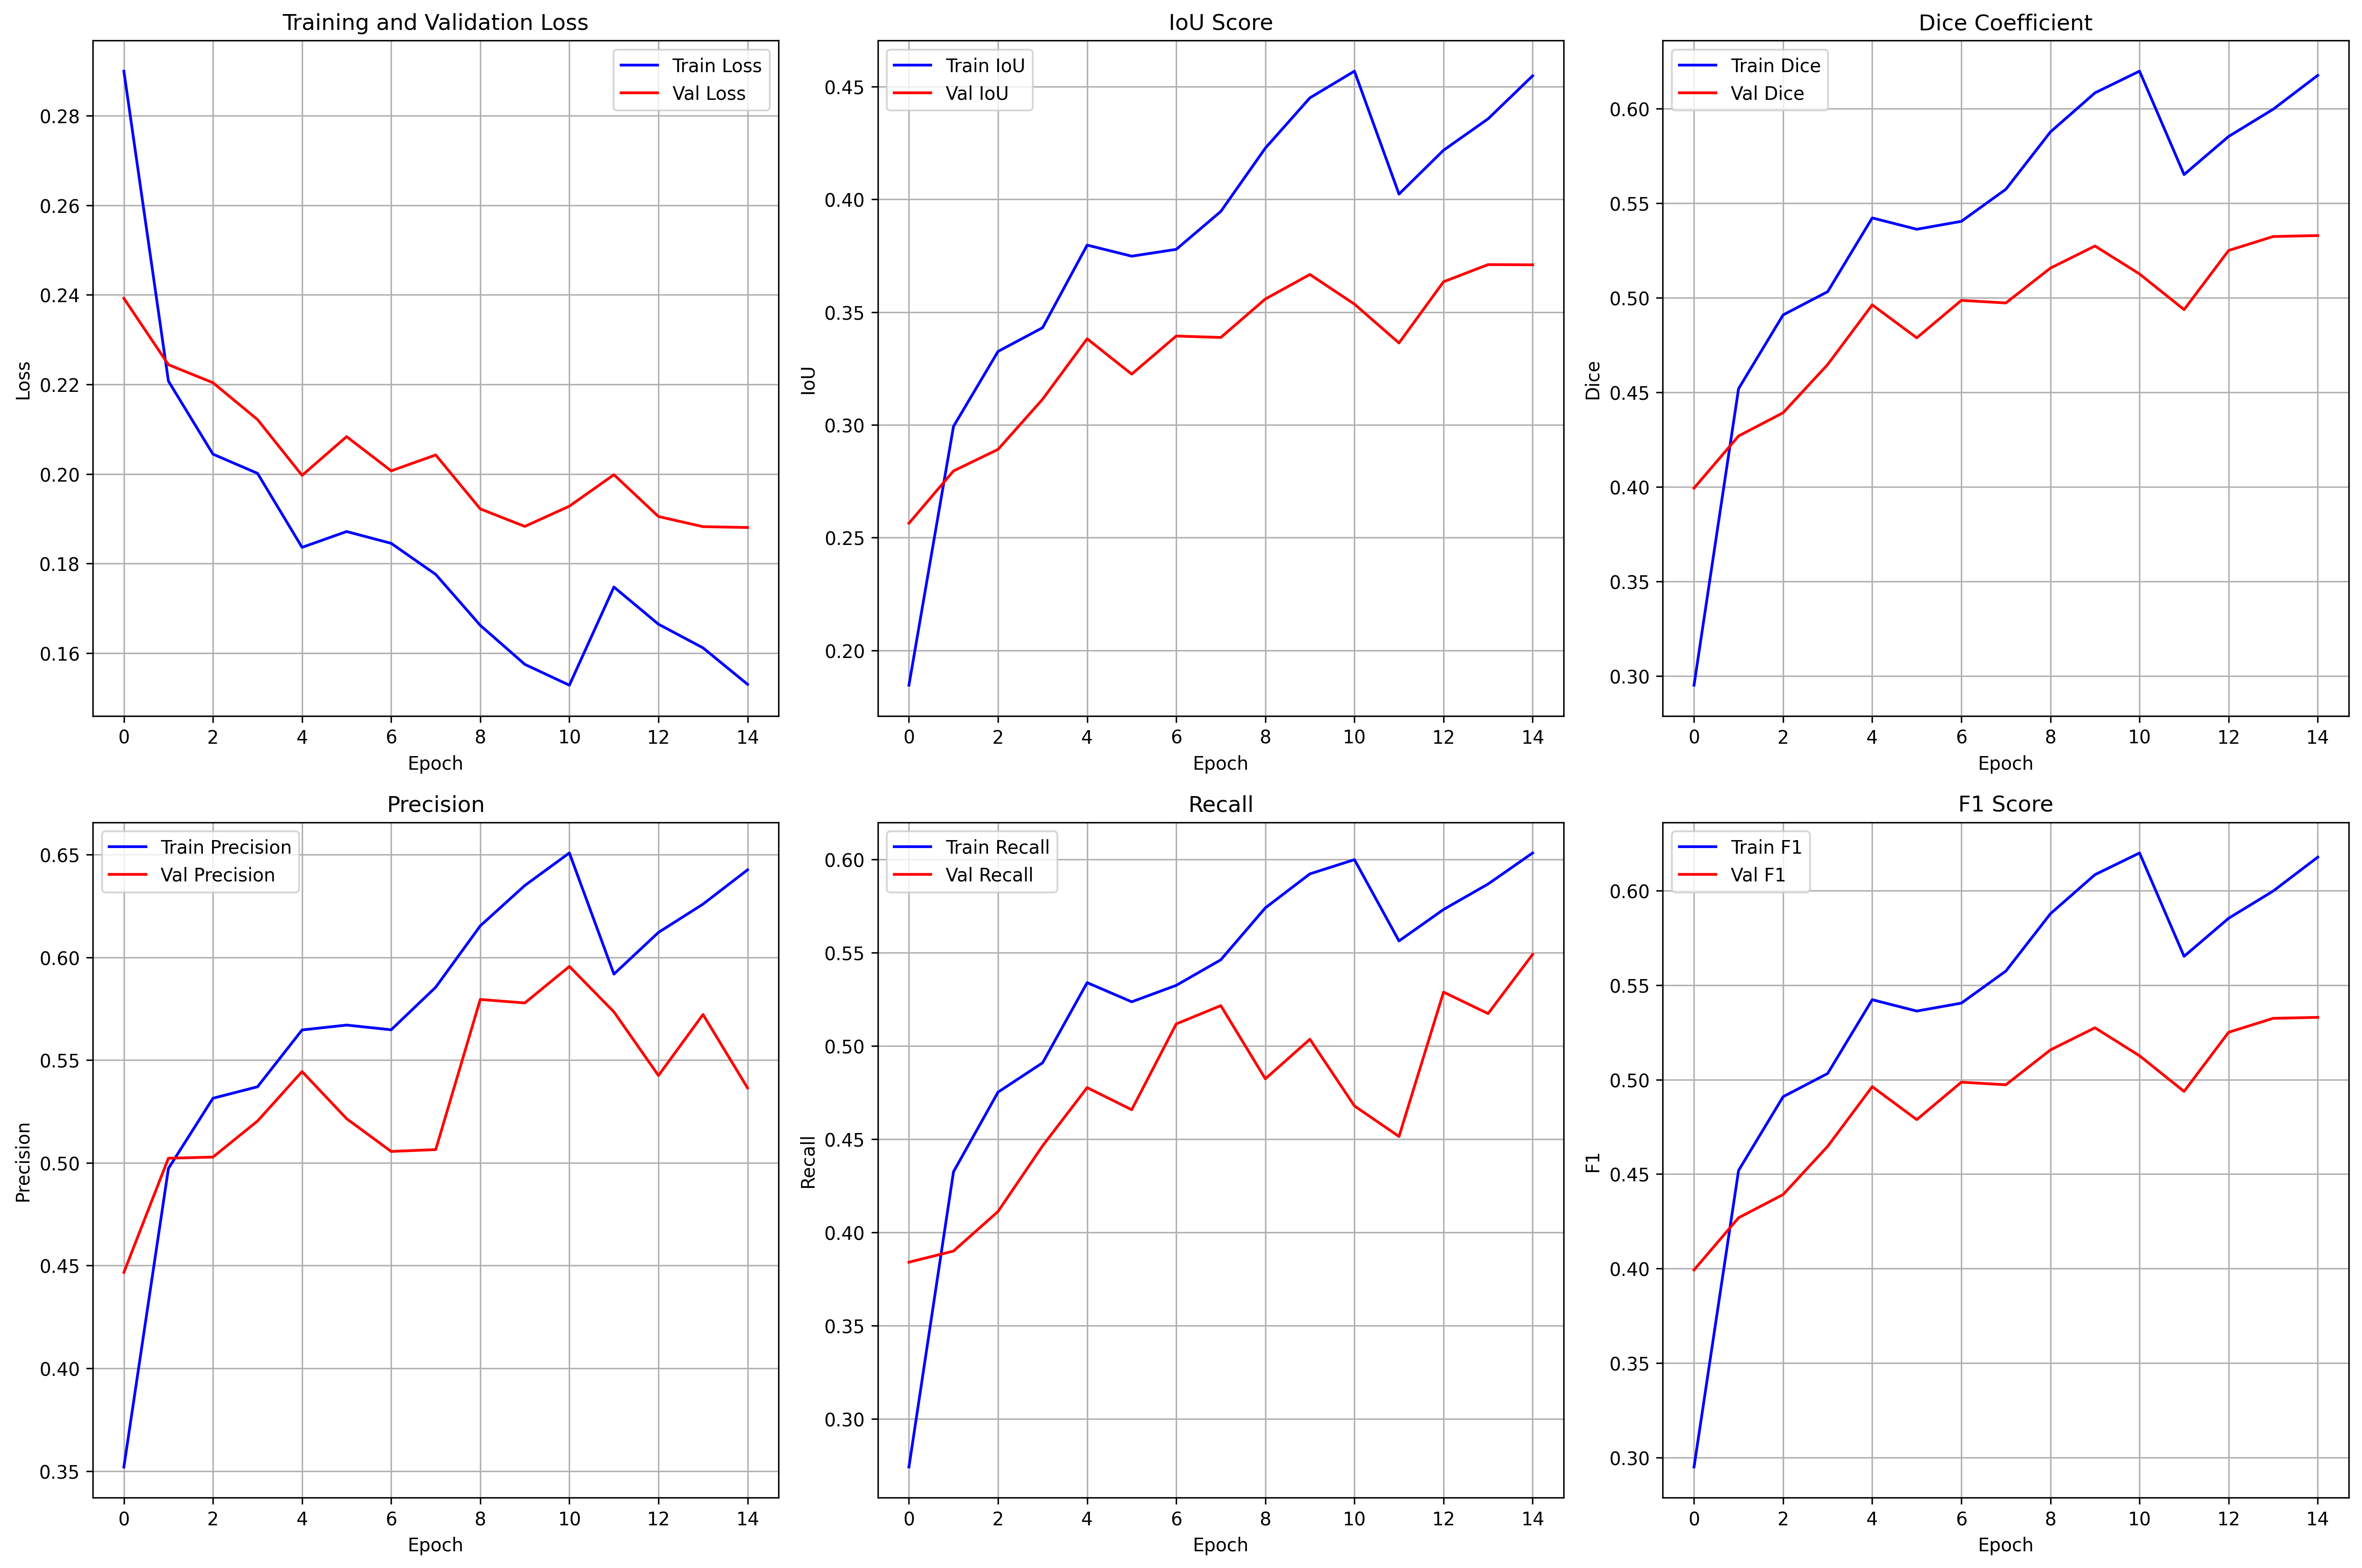 Training and Validation Loss
Train Loss
Val Loss
0.28
0.26
0.24
0.22
0.20
0.18
0.16
Loss
0 2 4 6 8 10 12 14
Epoch
IoU Score
Train IoU
Val IoU
0.45
0.40
0.35
0.30
0.25
0.20
IoU
0 2 4 6 8 10 12 14
Epoch
Dice Coefficient
Train Dice
Val Dice
0.60
0.55
0.50
0.45
0.40
0.35
0.30
Dice
0 2 4 6 8 10 12 14
Epoch
Precision
Train Precision
Val Precision
0.65
0.60
0.55
0.50
0.45
0.40
0.35
Precision
0 2 4 6 8 10 12 14
Epoch
Recall
Train Recall
Val Recall
0.60
0.55
0.50
0.45
0.40
0.35
0.30
Recall
0 2 4 6 8 10 12 14
Epoch
F1 Score
Train F1
Val F1
0.60
0.55
0.50
0.45
0.40
0.35
0.30
F1
0 2 4 6 8 10 12 14
Epoch